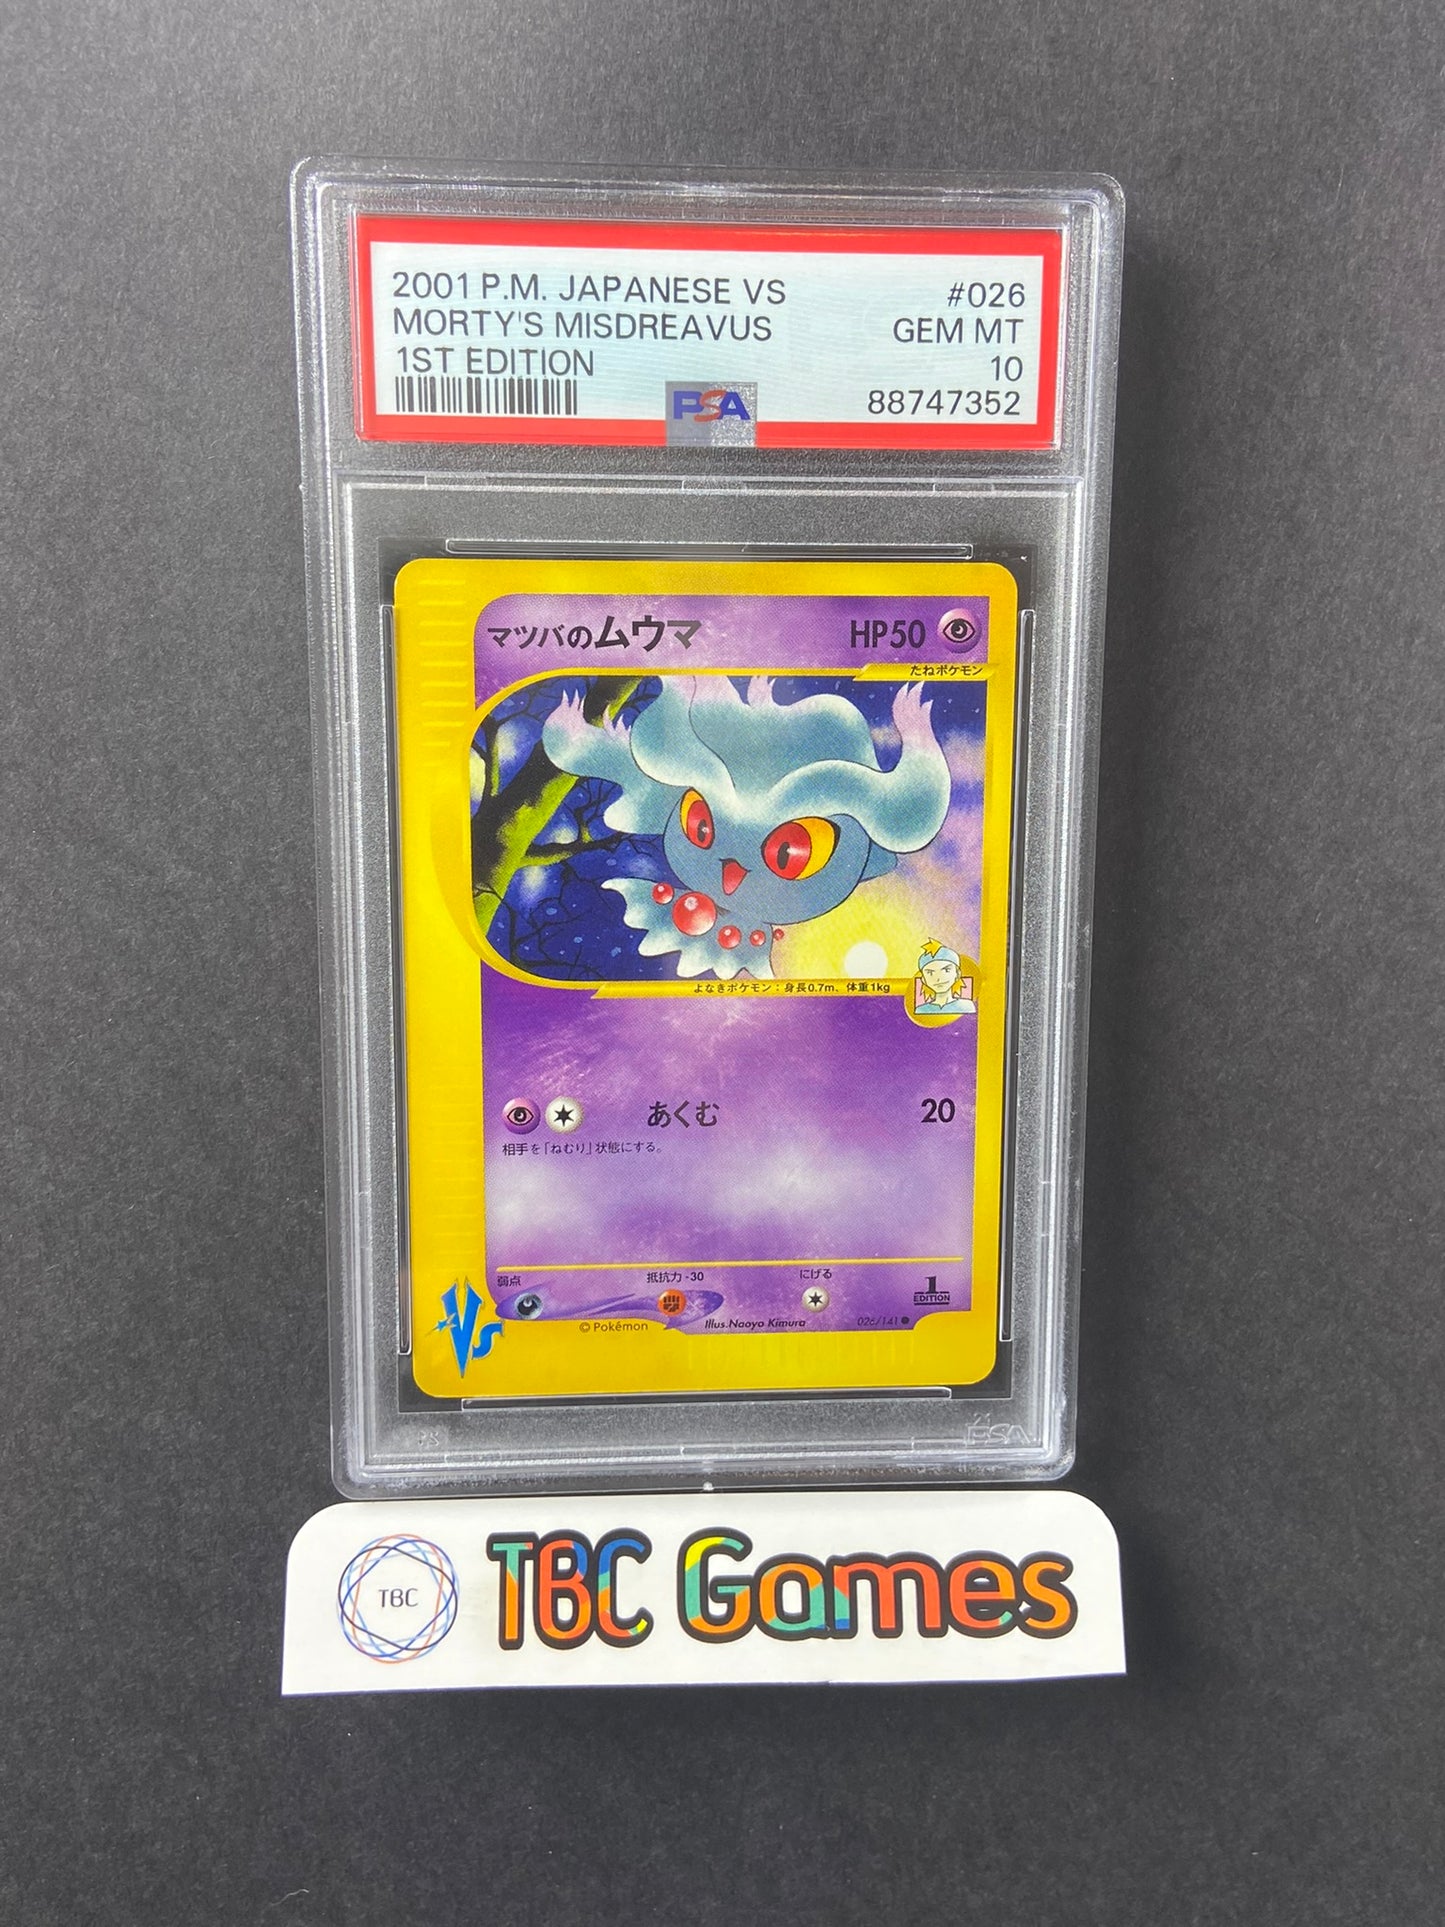 2001 P.M. JAPANESE VS #026
MORTY'S MISDREAVUS GEM MT
1ST EDITION 10
PSA 88747352
マツバのムウマ HP50
たねポケモン
よなきポケモン：身長0.7m、体重1kg
あくむ 20
相手を「ねむり」状態にする。
弱点 抵抗力-30 にげる
1
EDITION
Vs
©Pokémon Illus.Naoyo Kimura 026/141
PSA
TBC TBC Games